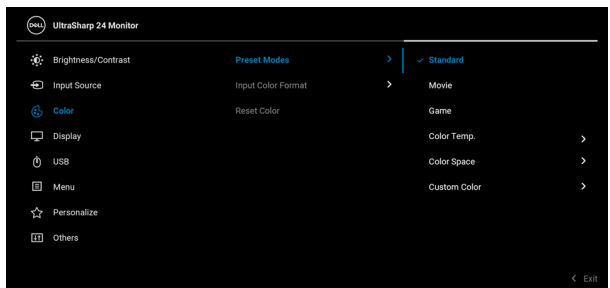 DELL UltraSharp 24 Monitor
Brightness/Contrast Preset Modes Standard
Input Source Input Color Format Movie
Color Reset Color Game
Display Color Temp.
USB Color Space
Menu Custom Color
Personalize
Others
Exit